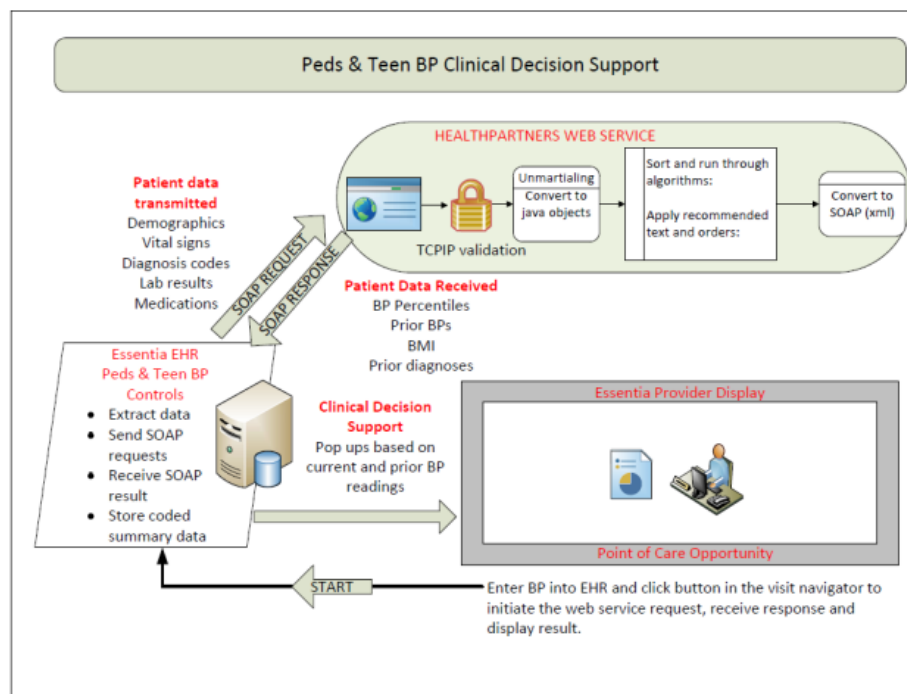 Peds & Teen BP Clinical Decision Support
HEALTHPARTNERS WEB SERVICE
Patient data
transmitted
Demographics
Vital signs
Diagnosis codes
Lab results
Medications
SOAP REQUEST
SOAP RESPONSE
TCPIP validation
Unmartialing
Convert to
java objects
Sort and run through
algorithms:
Apply recommended
text and orders:
Convert to
SOAP (xml)
Patient Data Received
BP Percentiles
Prior BPs
BMI
Prior diagnoses
Essentia EHR
Peds & Teen BP
Controls
• Extract data
• Send SOAP
requests
• Receive SOAP
result
• Store coded
summary data
Clinical Decision
Support
Pop ups based on
current and prior BP
readings
Essentia Provider Display
Point of Care Opportunity
START
Enter BP into EHR and click button in the visit navigator to
initiate the web service request, receive response and
display result.